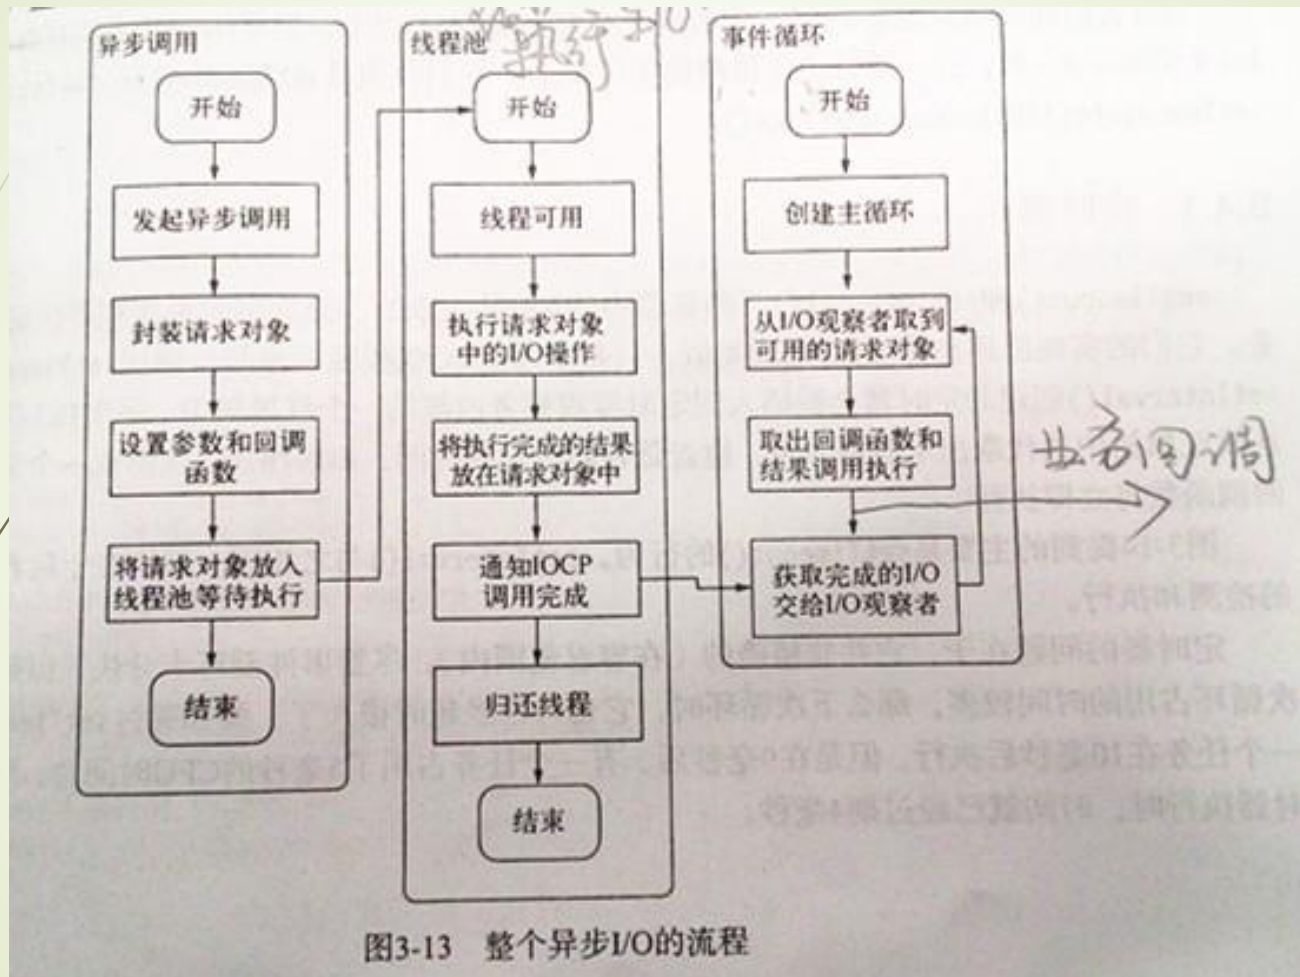 异步调用
开始
发起异步调用
封装请求对象
设置参数和回调
函数
将请求对象放入
线程池等待执行
结束
线程池
执行
开始
线程可用
执行请求对象
中的I/O操作
将执行完成的结果
放在请求对象中
通知IOCP
调用完成
归还线程
结束
事件循环
开始
创建主循环
从I/O观察者取到
可用的请求对象
取出回调函数和
结果调用执行
业务回调
获取完成的I/O
交给I/O观察者
图3-13 整个异步I/O的流程